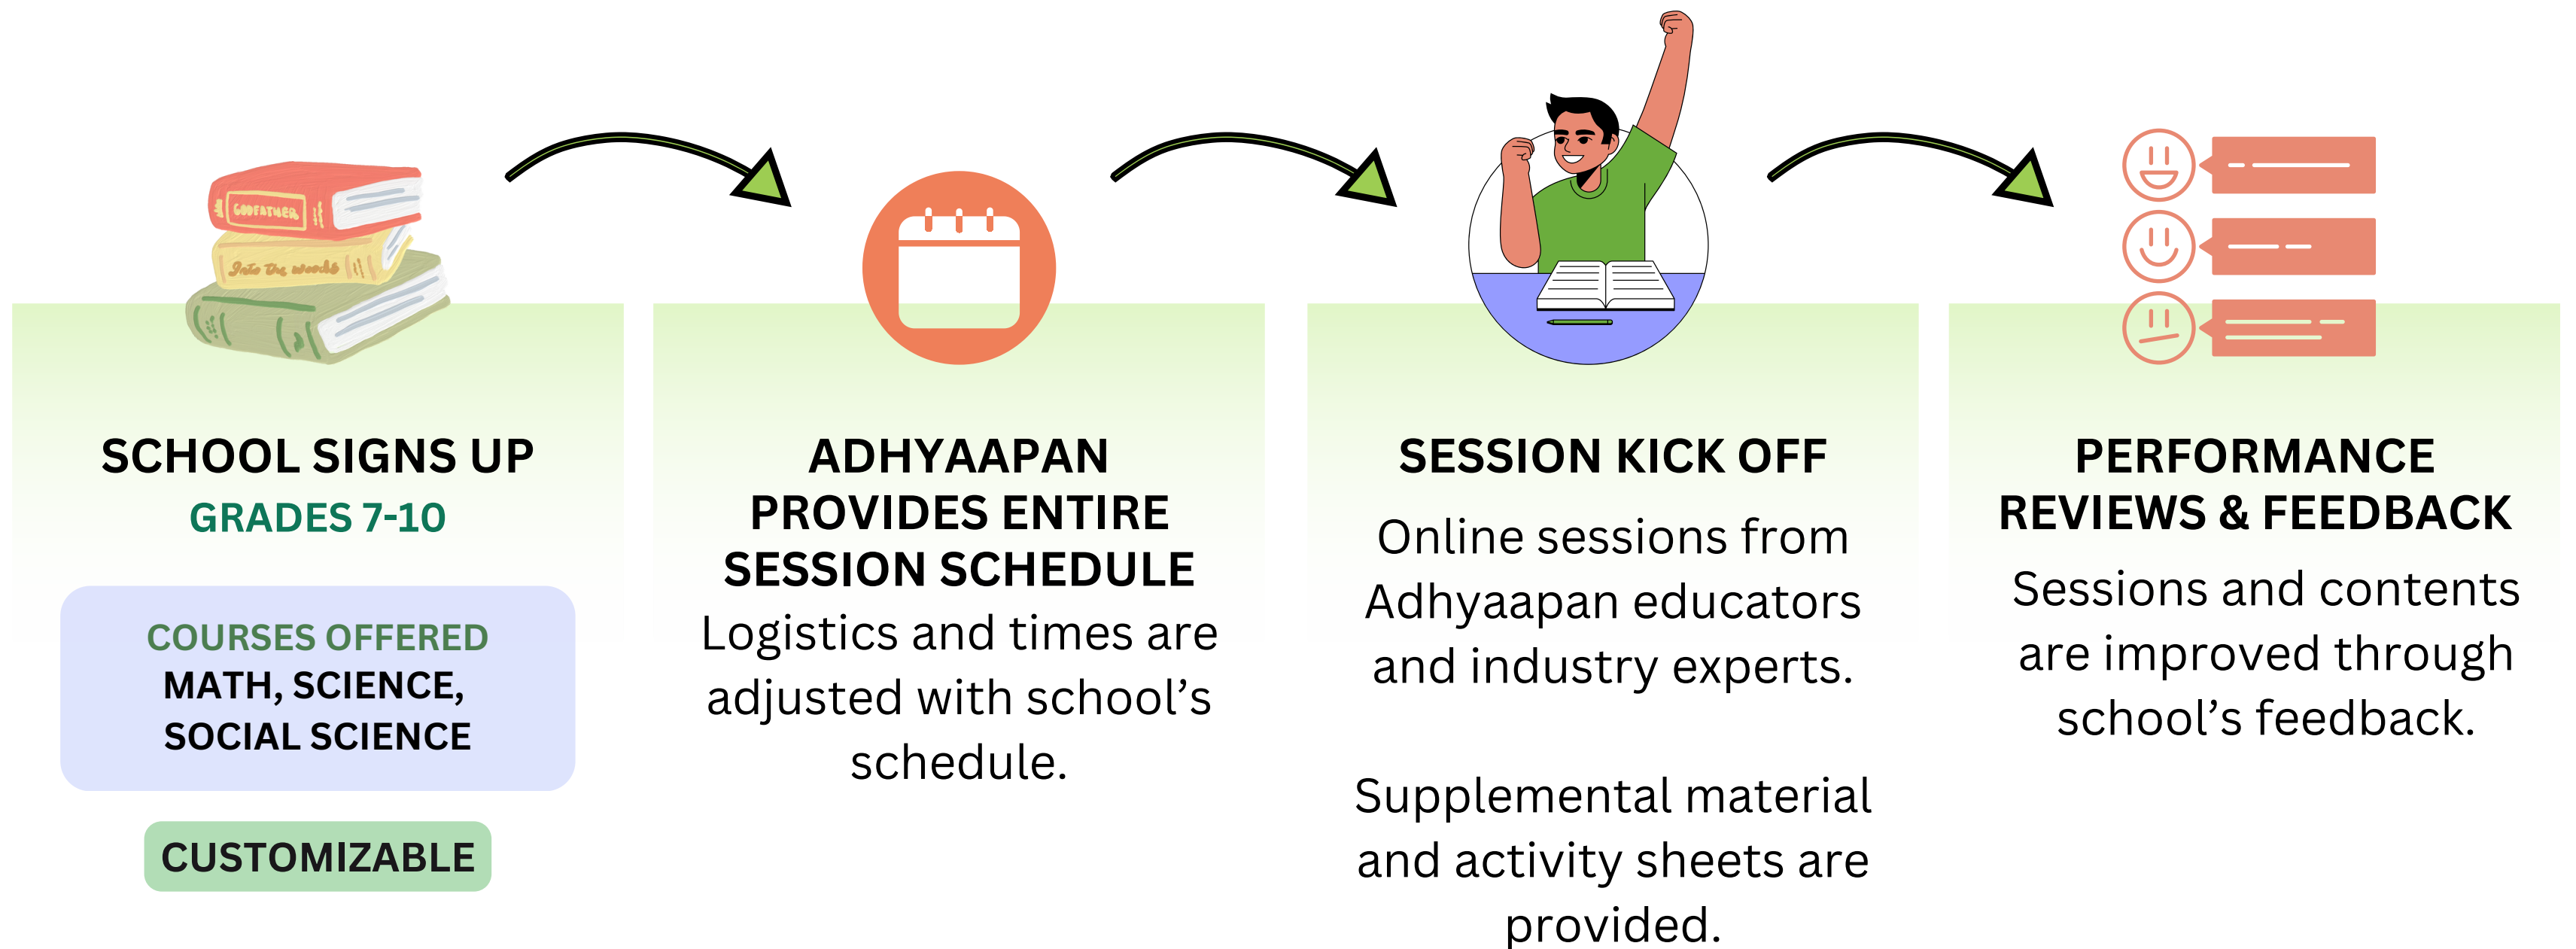 GODFATHER
Into the woods
SCHOOL SIGNS UP
GRADES 7-10
COURSES OFFERED
MATH, SCIENCE,
SOCIAL SCIENCE
CUSTOMIZABLE
ADHYAAPAN
PROVIDES ENTIRE
SESSION SCHEDULE
Logistics and times are
adjusted with school’s
schedule.
SESSION KICK OFF
Online sessions from
Adhyaapan educators
and industry experts.
Supplemental material
and activity sheets are
provided.
PERFORMANCE
REVIEWS & FEEDBACK
Sessions and contents
are improved through
school’s feedback.